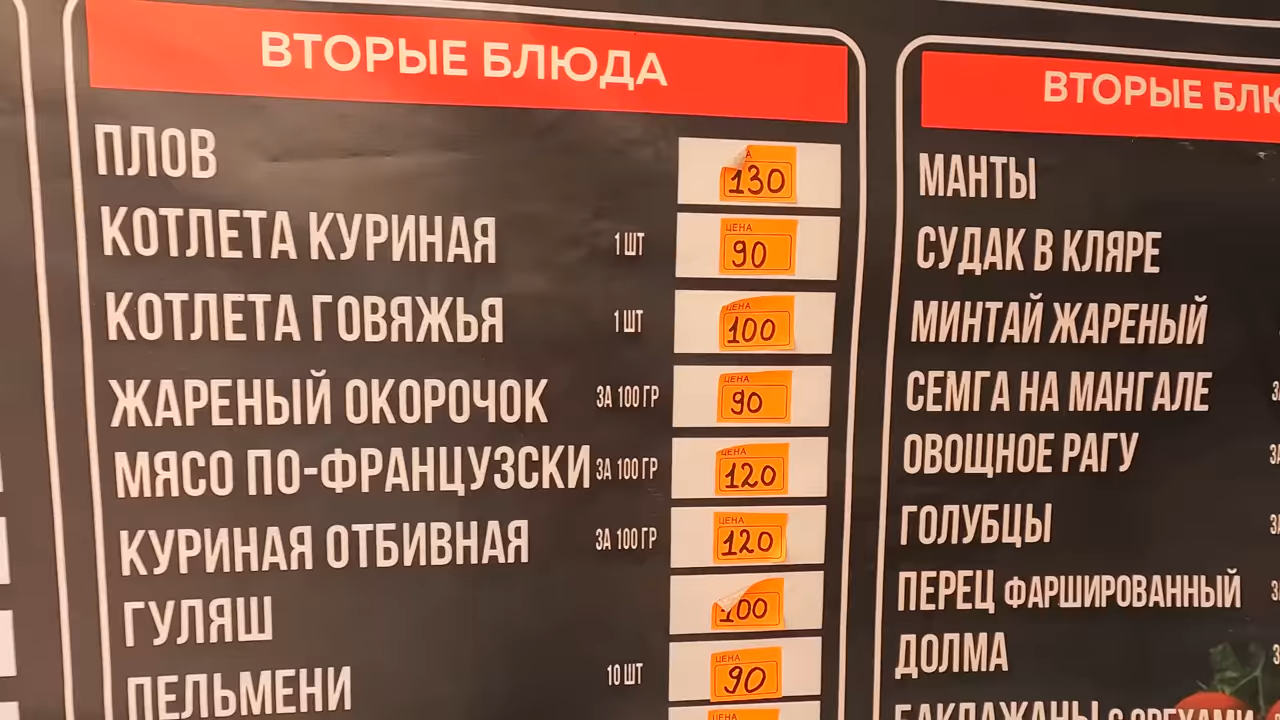 ВТОРЫЕ БЛЮДА
ПЛОВ 130
КОТЛЕТА КУРИНАЯ 1 ШТ ЦЕНА 90
КОТЛЕТА ГОВЯЖЬЯ 1 ШТ ЦЕНА 100
ЖАРЕНЫЙ ОКОРОЧОК ЗА 100 ГР ЦЕНА 90
МЯСО ПО-ФРАНЦУЗСКИ ЗА 100 ГР ЦЕНА 120
КУРИНАЯ ОТБИВНАЯ ЗА 100 ГР ЦЕНА 120
ГУЛЯШ 100
ПЕЛЬМЕНИ 10 ШТ ЦЕНА 90
ЦЕНА
ВТОРЫЕ
МАНТЫ
СУДАК В КЛЯРЕ
МИНТАЙ ЖАРЕНЫЙ
СЕМГА НА МАНГАЛЕ
ОВОЩНОЕ РАГУ
ГОЛУБЦЫ
ПЕРЕЦ ФАРШИРОВАННЫЙ
ДОЛМА
БАКЛАЖАНЫ С ОРЕХАМИ